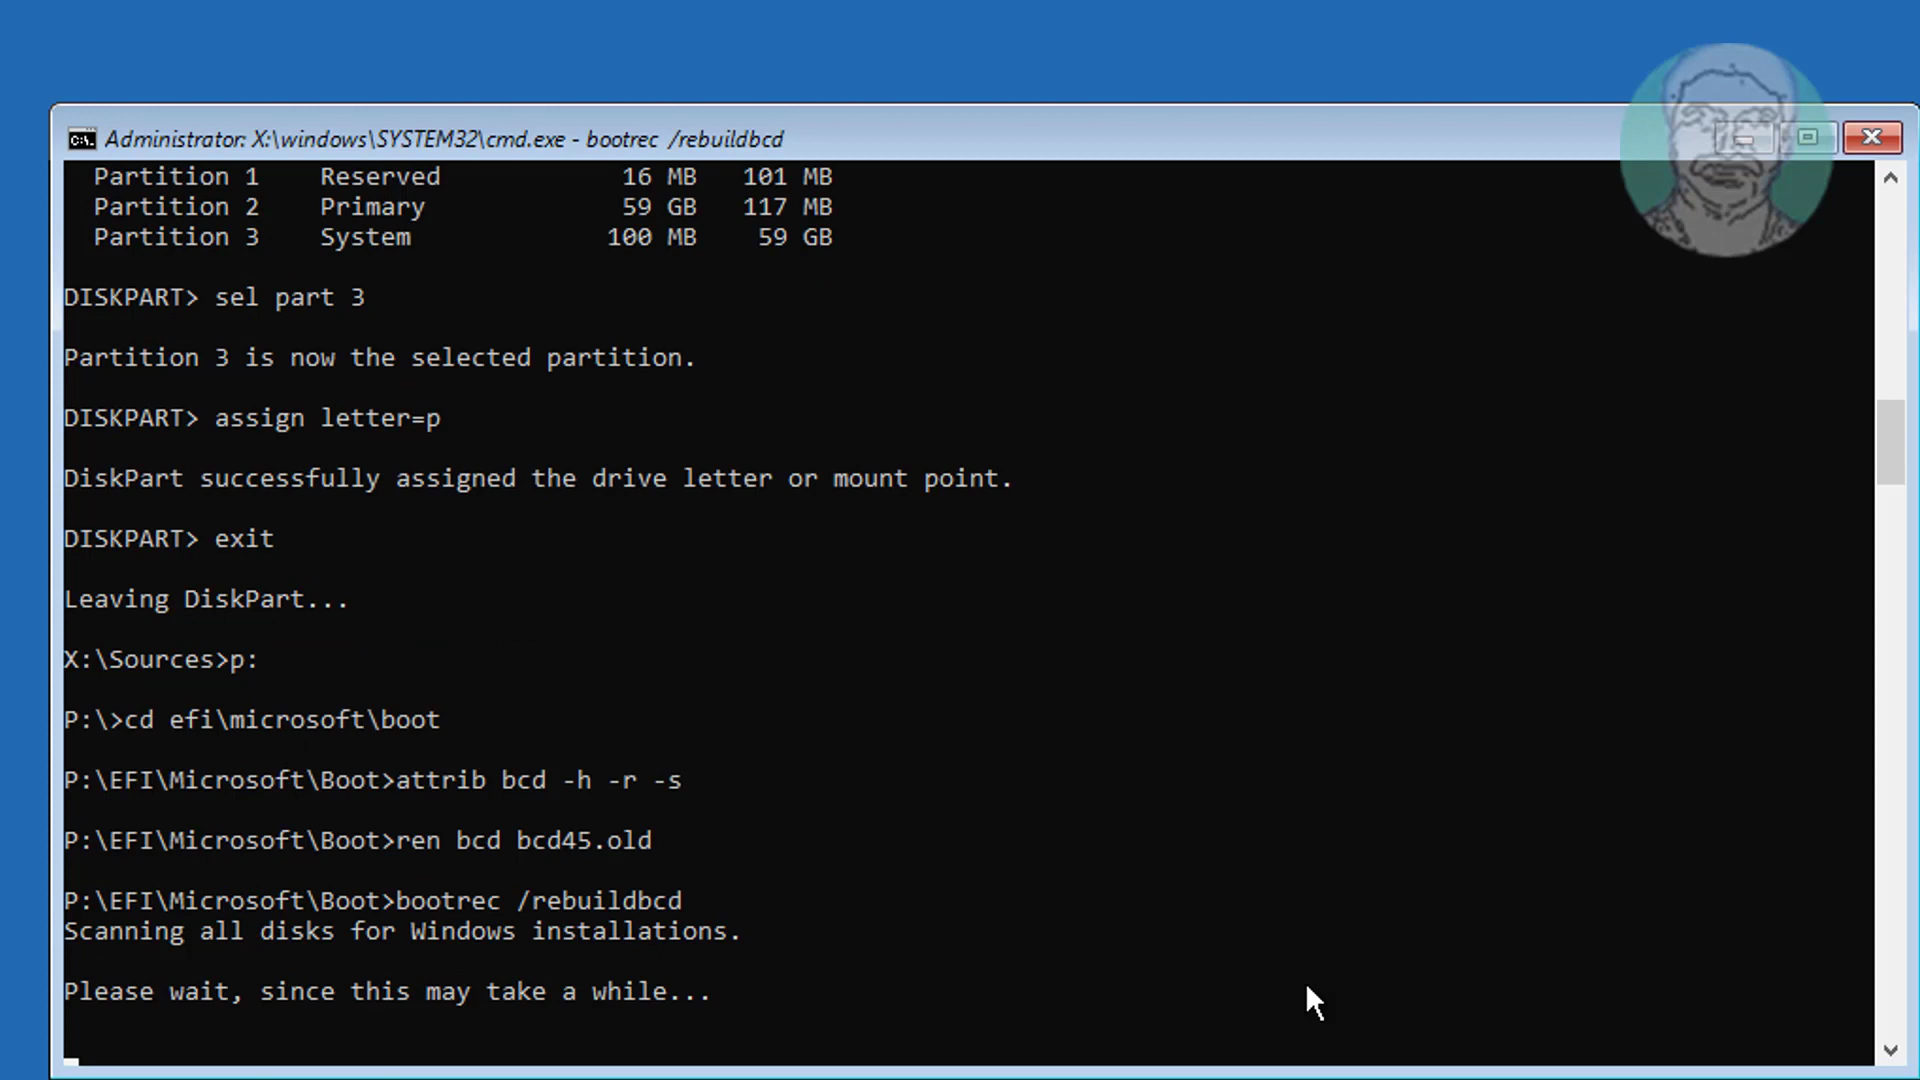 Administrator: X:\windows\SYSTEM32\cmd.exe - bootrec /rebuildbcd
Partition 1    Reserved    16 MB    101 MB
Partition 2    Primary    59 GB    117 MB
Partition 3    System    100 MB    59 GB
DISKPART> sel part 3
Partition 3 is now the selected partition.
DISKPART> assign letter=p
DiskPart successfully assigned the drive letter or mount point.
DISKPART> exit
Leaving DiskPart...
X:\Sources>p:
P:\>cd efi\microsoft\boot
P:\EFI\Microsoft\Boot>attrib bcd -h -r -s
P:\EFI\Microsoft\Boot>ren bcd bcd45.old
P:\EFI\Microsoft\Boot>bootrec /rebuildbcd
Scanning all disks for Windows installations.
Please wait, since this may take a while...